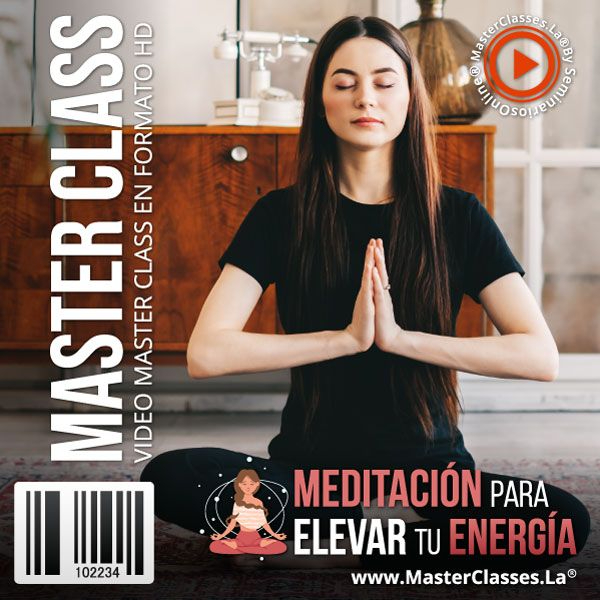 MASTER CLASS
VIDEO MASTER CLASS EN FORMATO HD
MasterClasses.La® By SeminariosOnline®
MEDITACIÓN PARA
ELEVAR TU ENERGÍA
102234
www.MasterClasses.La®